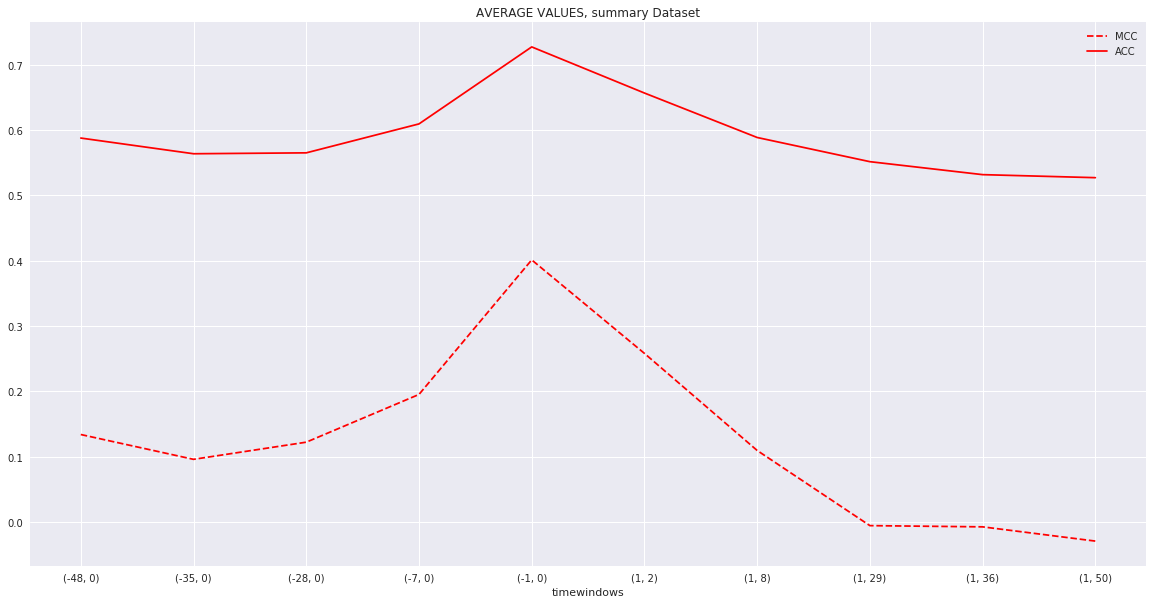 AVERAGE VALUES, summary Dataset
MCC
ACC
0.7
0.6
0.5
0.4
0.3
0.2
0.1
0.0
(-48, 0) (-35, 0) (-28, 0) (-7, 0) (-1, 0) (1, 2) (1, 8) (1, 29) (1, 36) (1, 50)
timewindows